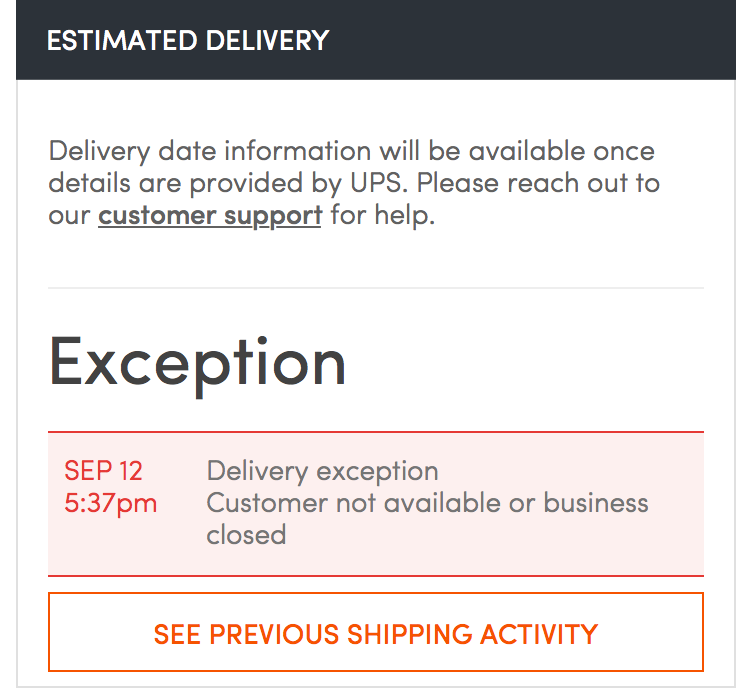 ESTIMATED DELIVERY
Delivery date information will be available once
details are provided by UPS. Please reach out to
our customer support for help.
Exception
SEP 12 Delivery exception
5:37pm Customer not available or business
closed
SEE PREVIOUS SHIPPING ACTIVITY